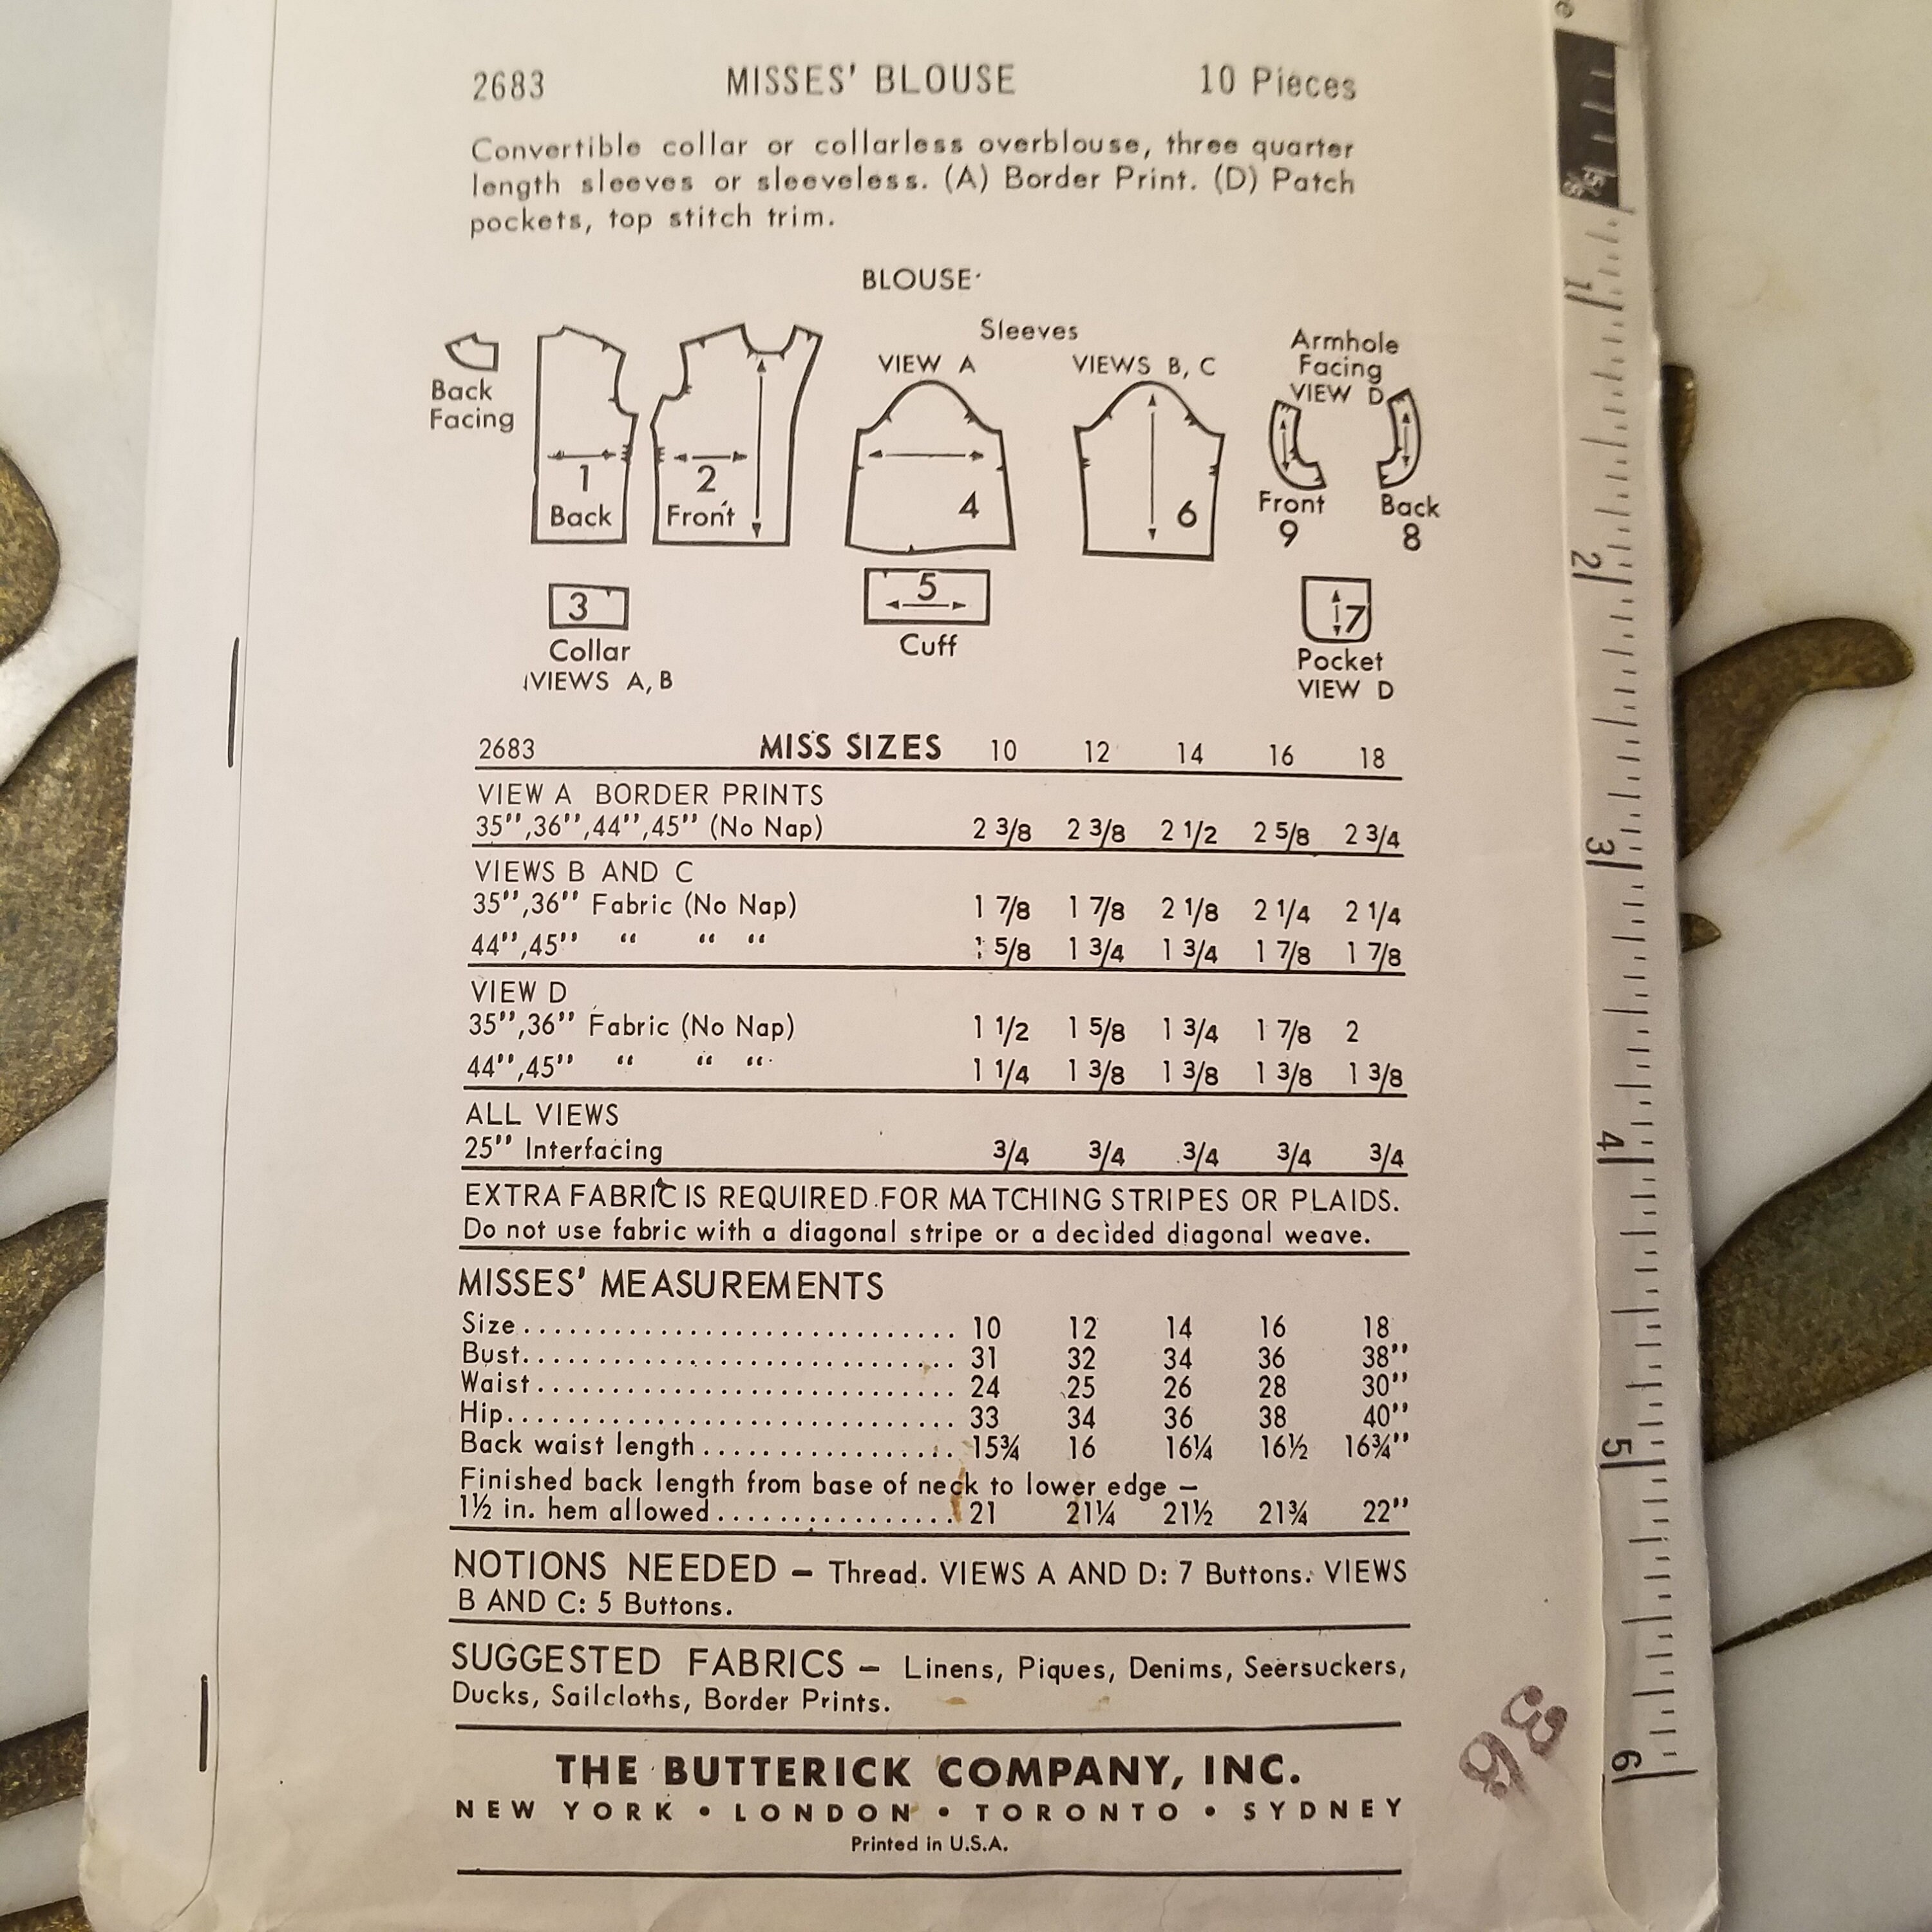 2683 MISSES' BLOUSE 10 Pieces
Convertible collar or collarless overblouse, three quarter
length sleeves or sleeveless. (A) Border Print. (D) Patch
pockets, top stitch trim.
BLOUSE
Sleeves
VIEW A
VIEWS B, C
Armhole
Facing
VIEW D
Back
Facing
1
Back
2
Front
4
6
Front
9
Back
8
3
Collar
VIEWS A, B
5
Cuff
7
Pocket
VIEW D
2683 MISS SIZES 10 12 14 16 18
VIEW A BORDER PRINTS
35",36",44",45" (No Nap) 2 3/8 2 3/8 2 1/2 2 5/8 2 3/4
VIEWS B AND C
35",36" Fabric (No Nap) 1 7/8 1 7/8 2 1/8 2 1/4 2 1/4
44",45" " " " 1 5/8 1 3/4 1 3/4 1 7/8 1 7/8
VIEW D
35",36" Fabric (No Nap) 1 1/2 1 5/8 1 3/4 1 7/8 2
44",45" " " " 1 1/4 1 3/8 1 3/8 1 3/8 1 3/8
ALL VIEWS
25" Interfacing 3/4 3/4 3/4 3/4 3/4
EXTRA FABRIC IS REQUIRED FOR MATCHING STRIPES OR PLAIDS.
Do not use fabric with a diagonal stripe or a decided diagonal weave.
MISSES' MEASUREMENTS
Size.............................. 10 12 14 16 18
Bust.............................. 31 32 34 36 38"
Waist............................. 24 25 26 28 30"
Hip............................... 33 34 36 38 40"
Back waist length................. 15¾ 16 16¼ 16½ 16¾"
Finished back length from base of neck to lower edge –
1½ in. hem allowed................ 21 21¼ 21½ 21¾ 22"
NOTIONS NEEDED – Thread. VIEWS A AND D: 7 Buttons. VIEWS
B AND C: 5 Buttons.
SUGGESTED FABRICS – Linens, Piques, Denims, Seersuckers,
Ducks, Sailcloths, Border Prints.
THE BUTTERICK COMPANY, INC.
NEW YORK • LONDON • TORONTO • SYDNEY
Printed in U.S.A.
36
1
2
3
4
5
6